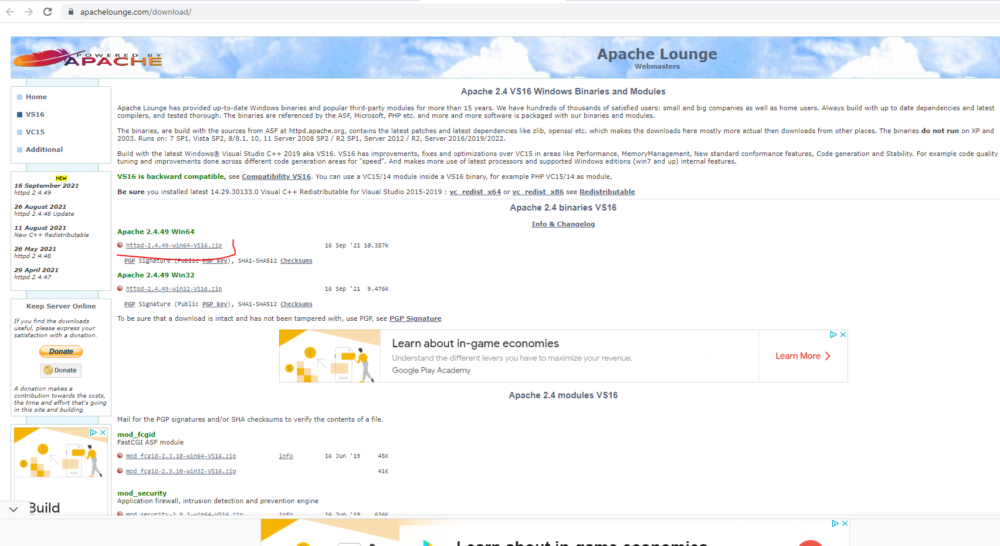 apachelounge.com/download/
POWERED BY
APACHE
Apache Lounge
Webmasters
Home
VS16
VC15
Additional
NEW
16 September 2021
httpd 2.4.49
26 August 2021
httpd 2.4.48 Update
11 August 2021
New C++ Redistributable
26 May 2021
httpd 2.4.48
29 April 2021
httpd 2.4.47
Keep Server Online
If you find the downloads
useful, please express your
satisfaction with a donation.
Donate
Donate
A donation makes a
contribution towards the costs,
the time and effort that's going
in this site and building.
Build
Apache 2.4 VS16 Windows Binaries and Modules
Apache Lounge has provided up-to-date Windows binaries and popular third-party modules for more than 15 years. We have hundreds of thousands of satisfied users: small and big companies as well as home users. Always build with up to date dependencies and latest
compilers, and tested thorough. The binaries are referenced by the ASF, Microsoft, PHP etc. and more and more software is packaged with our binaries and modules.
The binaries, are build with the sources from ASF at httpd.apache.org, contains the latest patches and latest dependencies like zlib, openssl etc. which makes the downloads here mostly more actual then downloads from other places. The binaries do not run on XP and
2003. Runs on: 7 SP1, Vista SP2, 8/8.1, 10, 11 Server 2008 SP2 / R2 SP1, Server 2012 / R2, Server 2016/2019/2022.
Build with the latest Windows® Visual Studio C++ 2019 aka VS16. VS16 has improvements, fixes and optimizations over VC15 in areas like Performance, MemoryManagement, New standard conformance features, Code generation and Stability. For example code quality
tuning and improvements done across different code generation areas for "speed". And makes more use of latest processors and supported Windows editions (win7 and up) internal features.
VS16 is backward compatible, see Compatibility VS16. You can use a VC15/14 module inside a VS16 binary, for example PHP VC15/14 as module,
Be sure you installed latest 14.29.30133.0 Visual C++ Redistributable for Visual Studio 2015-2019 : vc_redist_x64 or vc_redist_x86 see Redistributable
Apache 2.4 binaries VS16
Info & Changelog
Apache 2.4.49 Win64
httpd-2.4.49-win64-VS16.zip 16 Sep '21 10.387k
PGP Signature (Public PGP key), SHA1-SHA512 Checksums
Apache 2.4.49 Win32
httpd-2.4.49-win32-VS16.zip 16 Sep '21 9.476k
PGP Signature (Public PGP key), SHA1-SHA512 Checksums
To be sure that a download is intact and has not been tampered with, use PGP, see PGP Signature
Learn about in-game economies
Understand the different levers you have to maximize your revenue.
Google Play Academy
Learn More
Apache 2.4 modules VS16
Mail for the PGP signatures and/or SHA checksums to verify the contents of a file.
mod_fcgid
FastCGI ASF module
mod_fcgid-2.3.10-win64-VS16.zip info 16 Jun '19 45K
mod_fcgid-2.3.10-win32-VS16.zip 41K
mod_security
Application firewall, intrusion detection and prevention engine
mod_security-2.9.3-win64-VS16.zip info 16 Jun '19 626K
Learn about in-game economies